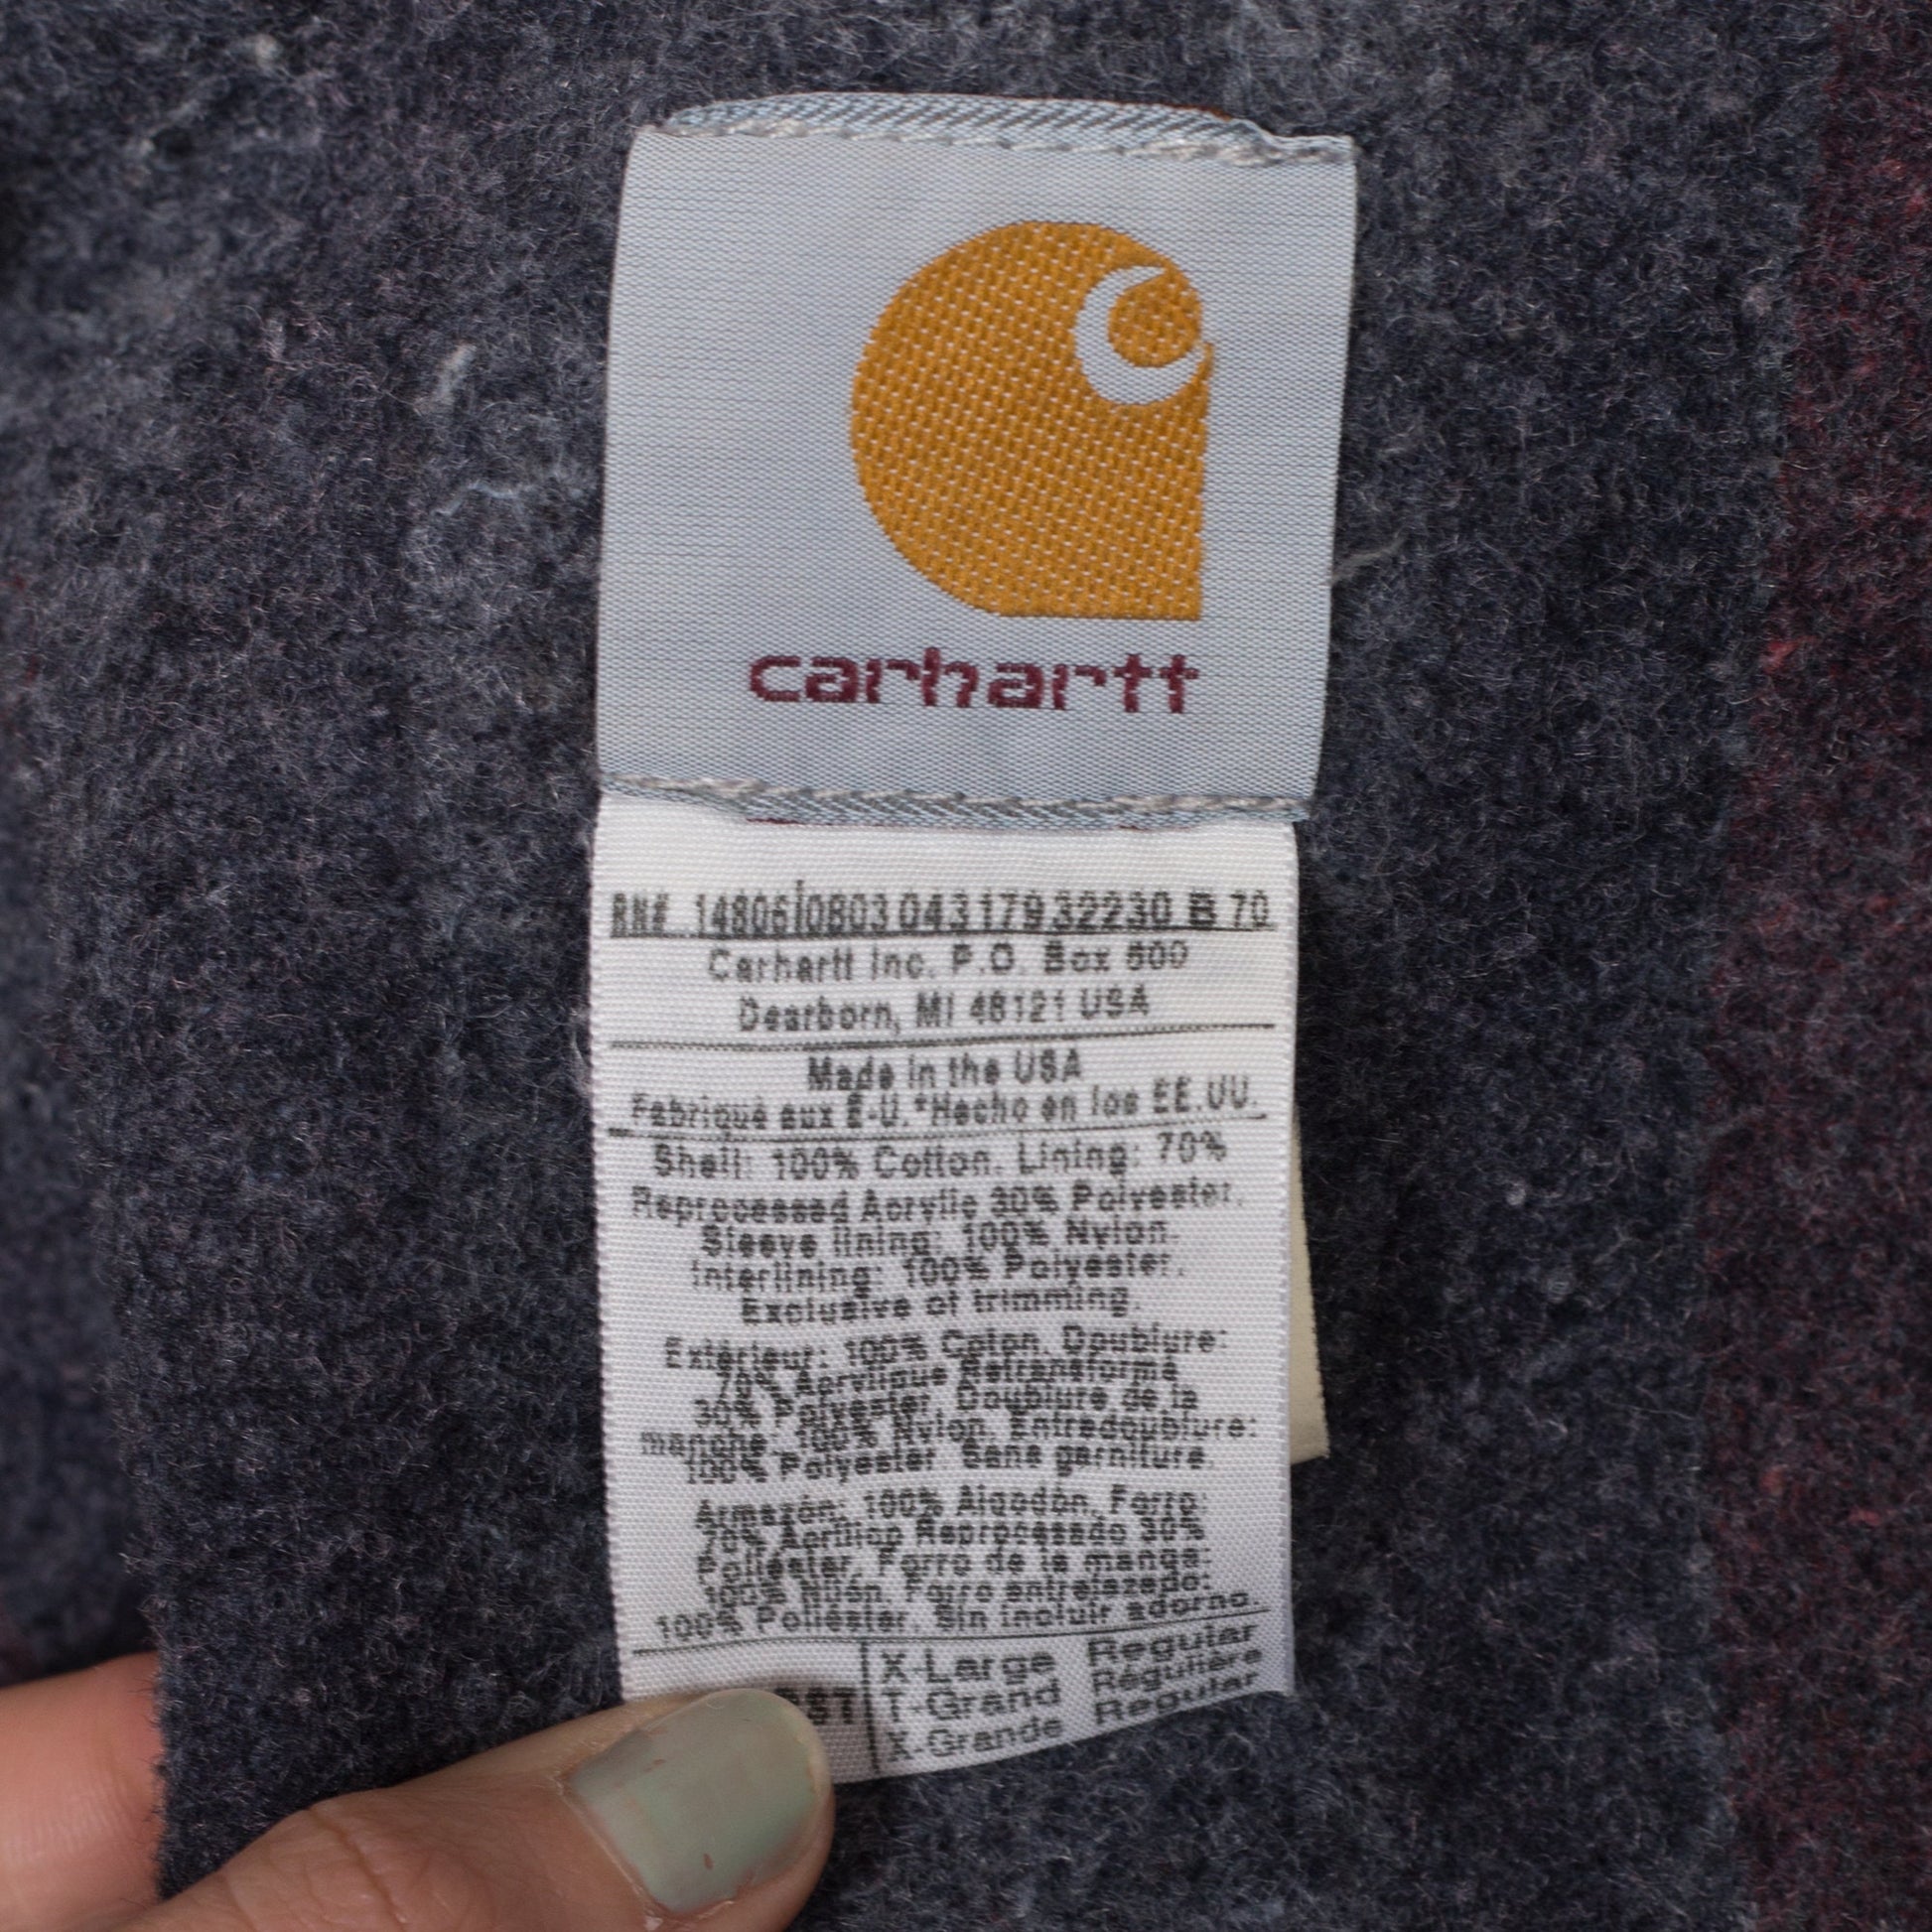 carhartt
RN# 14806 0803 04317932230 B 70
Carhartt Inc. P.O. Box 600
Dearborn, MI 48121 USA
Made in the USA
Fabriqué aux É-U.*Hecho en los EE.UU.
Shell: 100% Cotton. Lining: 70%
Reprocessed Acrylic 30% Polyester.
Sleeve lining: 100% Nylon.
Interlining: 100% Polyester.
Exclusive of trimming.
Extérieur: 100% Coton. Doublure:
70% Acrylique Retransformé
30% Polyester. Doublure de la
manche: 100% Nylon. Entredoublure:
100% Polyester. Sans garniture.
Armazón: 100% Algodón. Forro:
70% Acrílico Reprocesado 30%
Poliéster. Forro de la manga:
100% Nilón. Forro entrelazado:
100% Poliéster. Sin incluir adorno.
X-Large Regular
T-Grand Régulière
X-Grande Regular